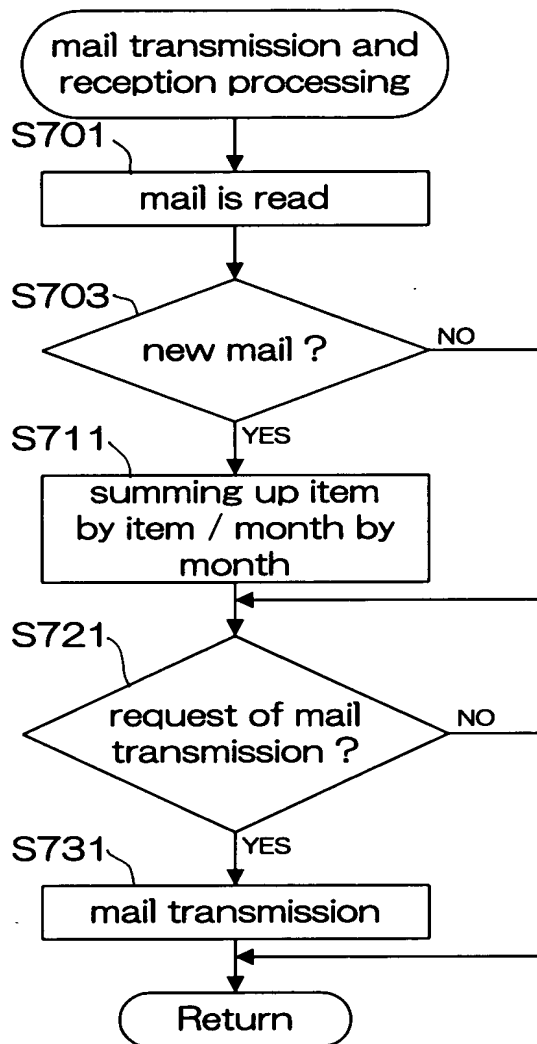 mail transmission and
reception processing
S701
mail is read
S703
new mail ?
NO
YES
S711
summing up item
by item / month by
month
S721
request of mail
transmission ?
NO
YES
S731
mail transmission
Return